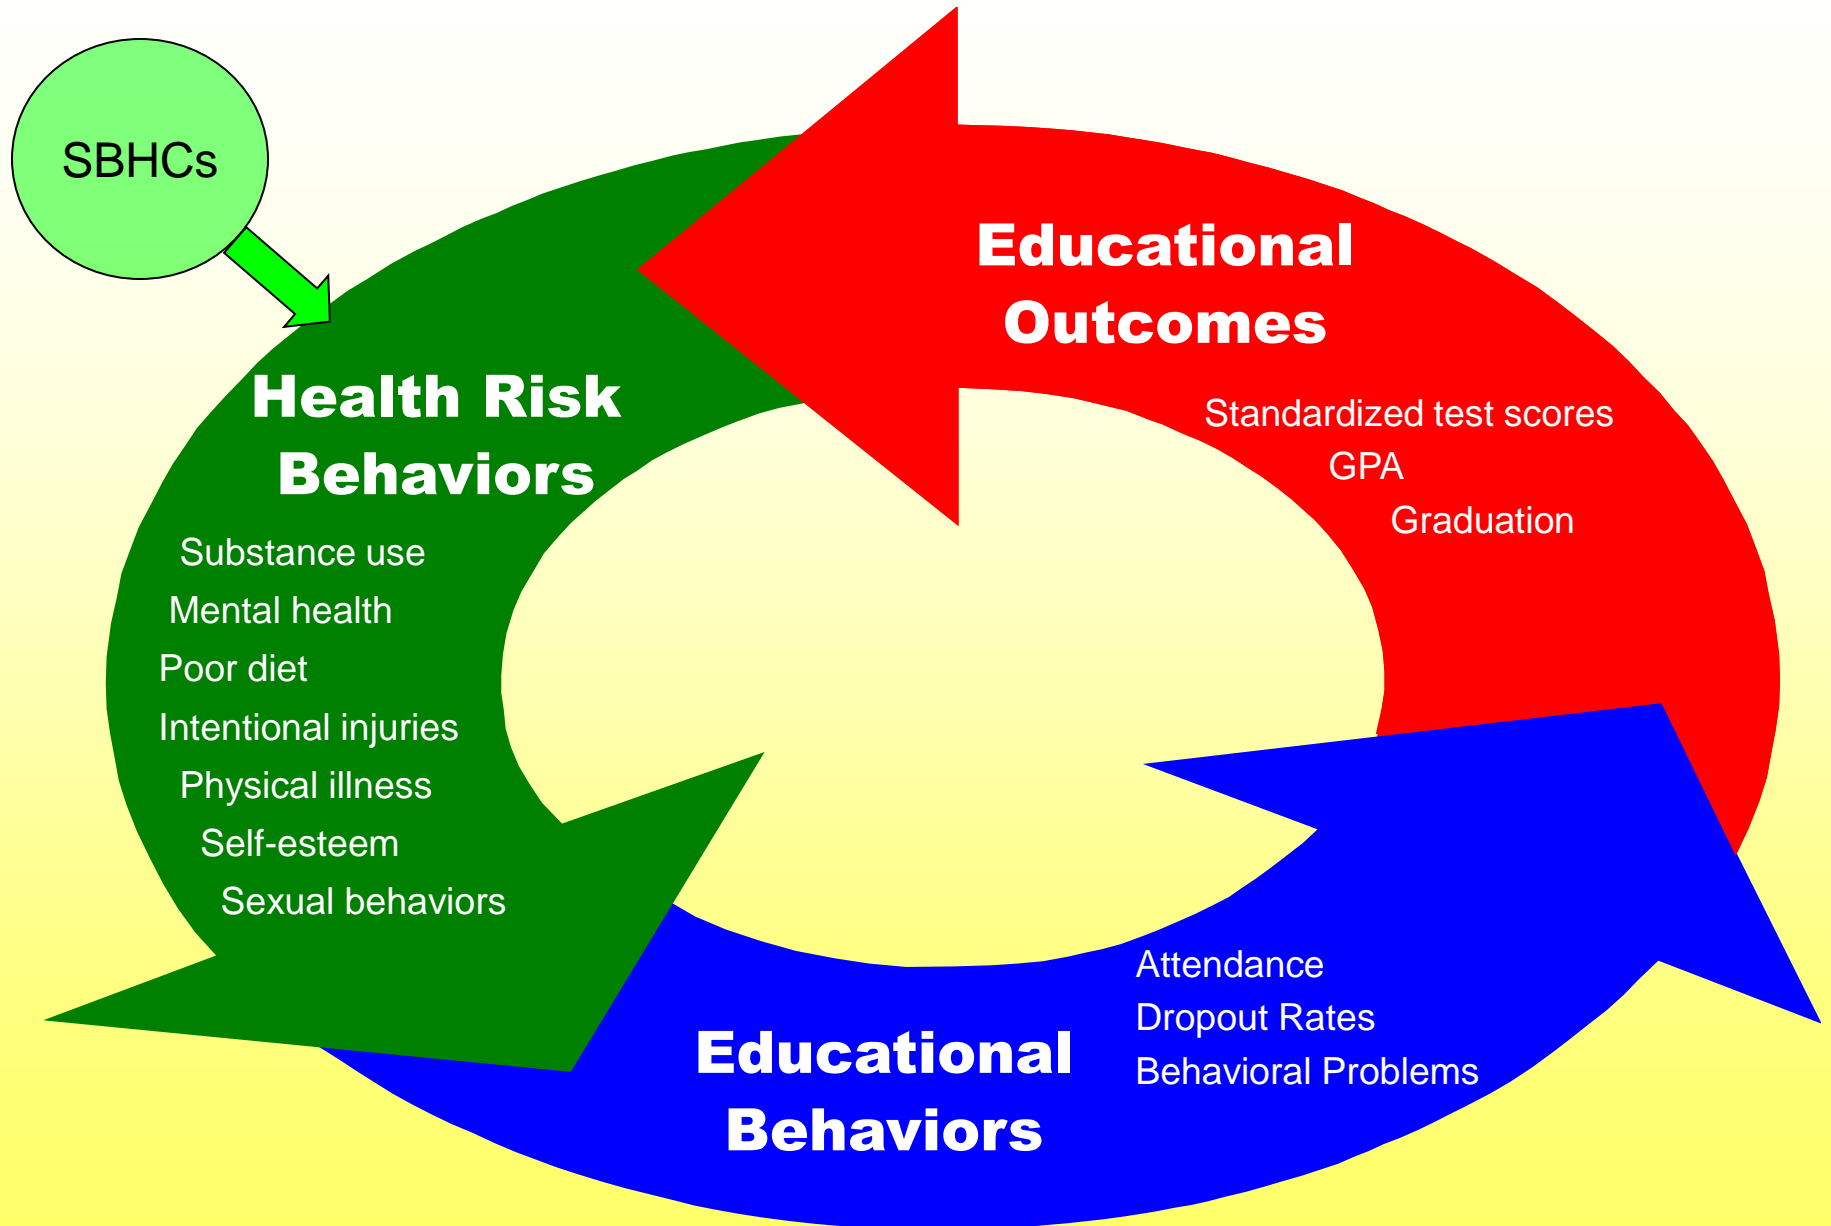 SBHCs
Health Risk
Behaviors
Substance use
Mental health
Poor diet
Intentional injuries
Physical illness
Self-esteem
Sexual behaviors
Educational
Outcomes
Standardized test scores
GPA
Graduation
Educational
Behaviors
Attendance
Dropout Rates
Behavioral Problems